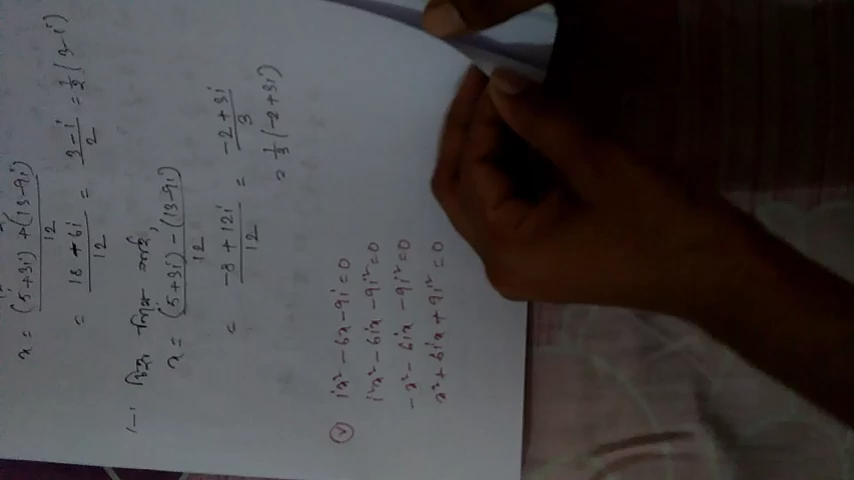 x = (5+3i)+(13-9i) / 12
= 18 + 6i / 12 = 3-i / 2 = 1/2 (3-i)
(-) চিহ্ন নিয়ে পাই,
x = (5+3i) - (13-9i) / 12
= -8 + 12i / 12 = -2+3i / 3
= 1/3 (-2+3i)
(v) ix² - 6x - 9i = 0
i²x² - 6ix - 9i² = 0
-x² - 6ix - 9i² = 0
x² + 6ix + 9i² = 0